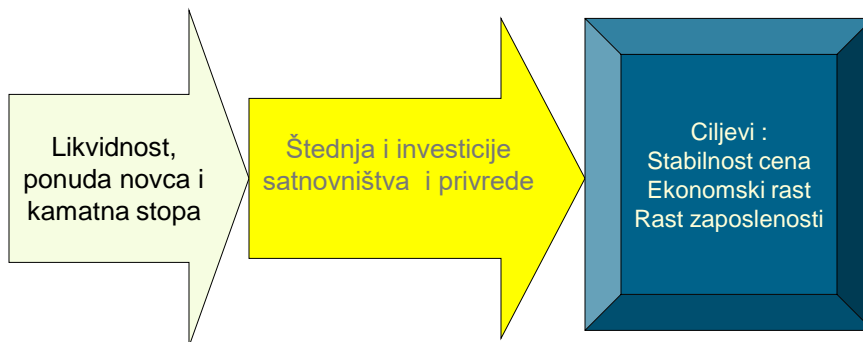 Likvidnost,
ponuda novca i
kamatna stopa
Štednja i investicije
satnovništva  i privrede
Ciljevi :
Stabilnost cena
Ekonomski rast
Rast zaposlenosti